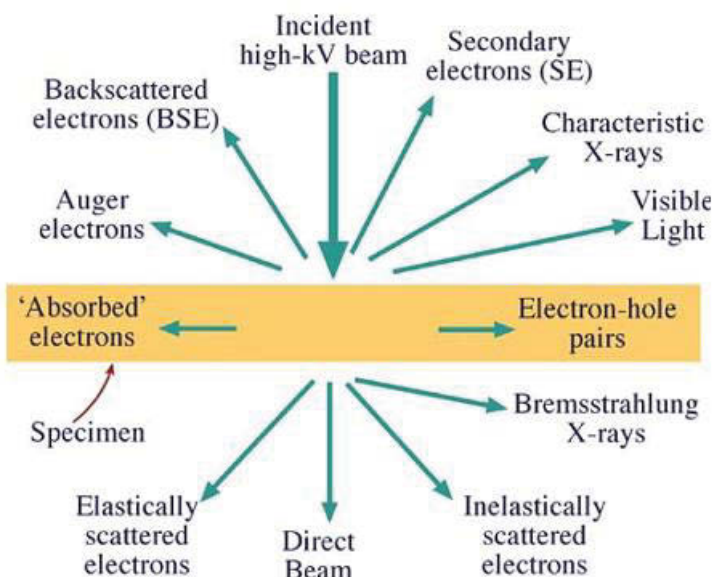 Incident
high-kV beam
Secondary
electrons (SE)
Backscattered
electrons (BSE)
Characteristic
X-rays
Auger
electrons
Visible
Light
‘Absorbed’
electrons
Electron-hole
pairs
Specimen
Bremsstrahlung
X-rays
Elastically
scattered
electrons
Direct
Beam
Inelastically
scattered
electrons